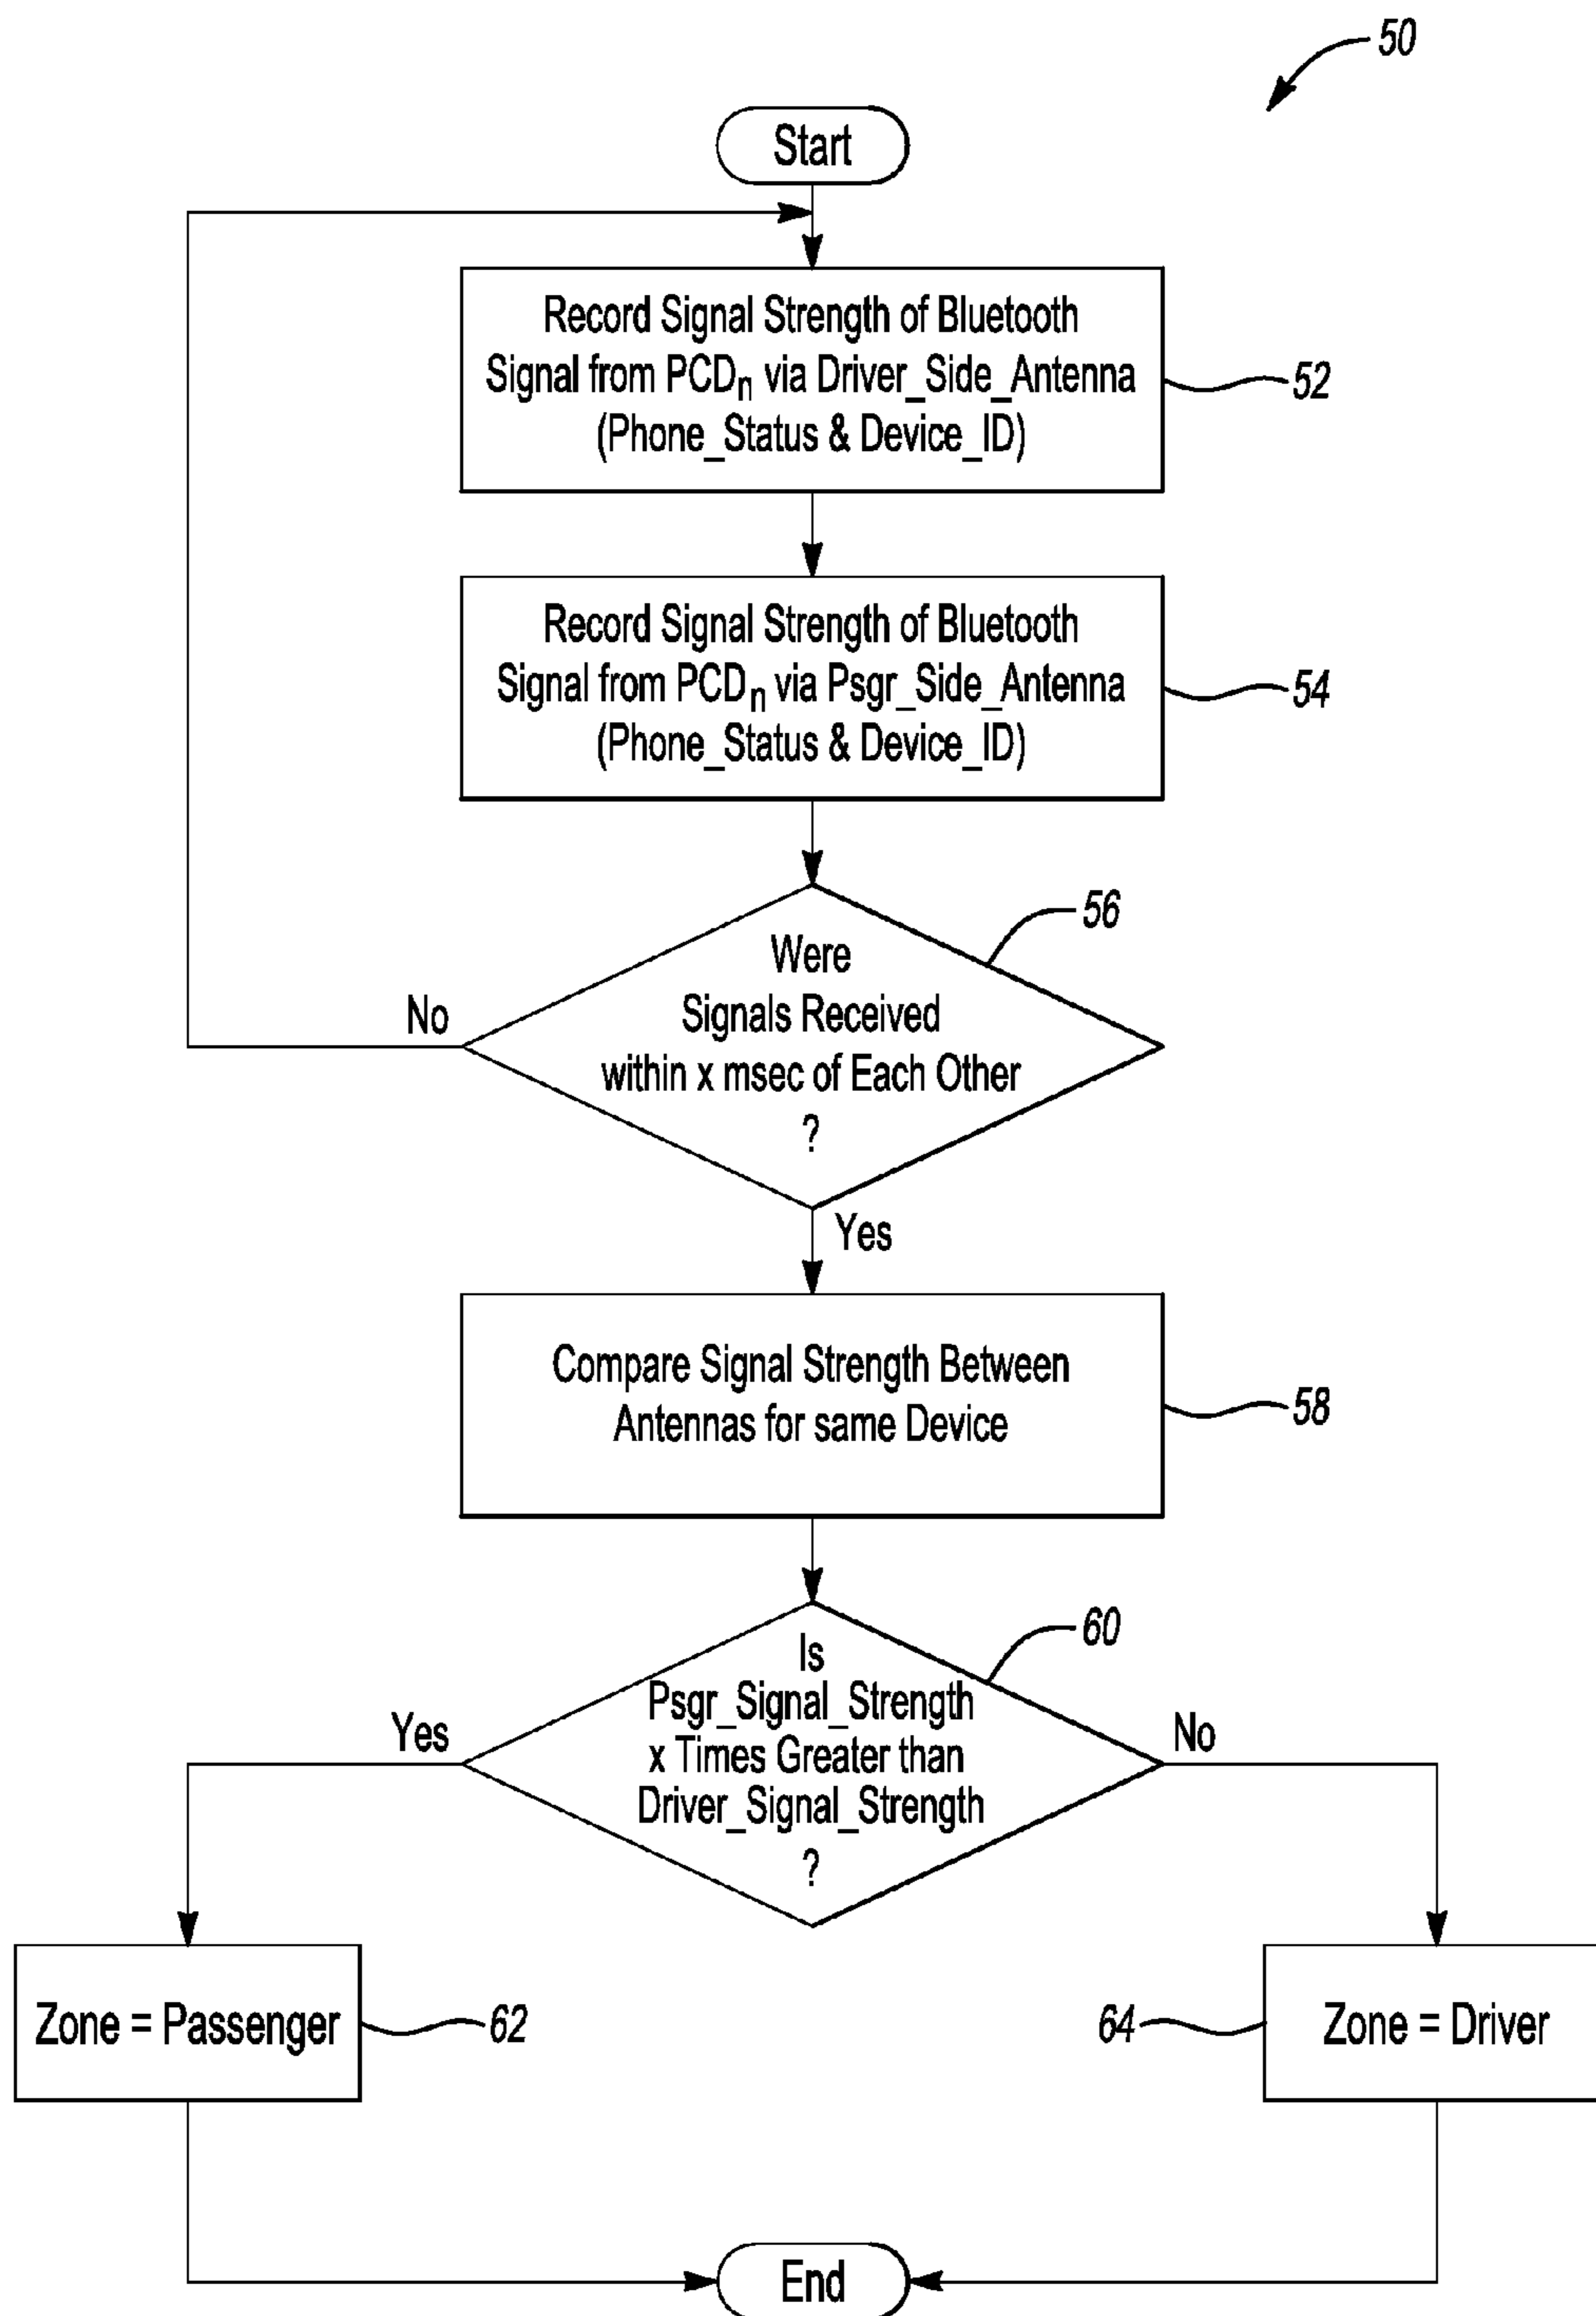 50
Start
Record Signal Strength of Bluetooth
Signal from PCDn via Driver_Side_Antenna
(Phone_Status & Device_ID)
52
Record Signal Strength of Bluetooth
Signal from PCDn via Psgr_Side_Antenna
(Phone_Status & Device_ID)
54
56
Were
Signals Received
within x msec of Each Other
?
No
Yes
Compare Signal Strength Between
Antennas for same Device
58
60
Is
Psgr_Signal_Strength
x Times Greater than
Driver_Signal_Strength
?
Yes
No
Zone = Passenger
62
64
Zone = Driver
End